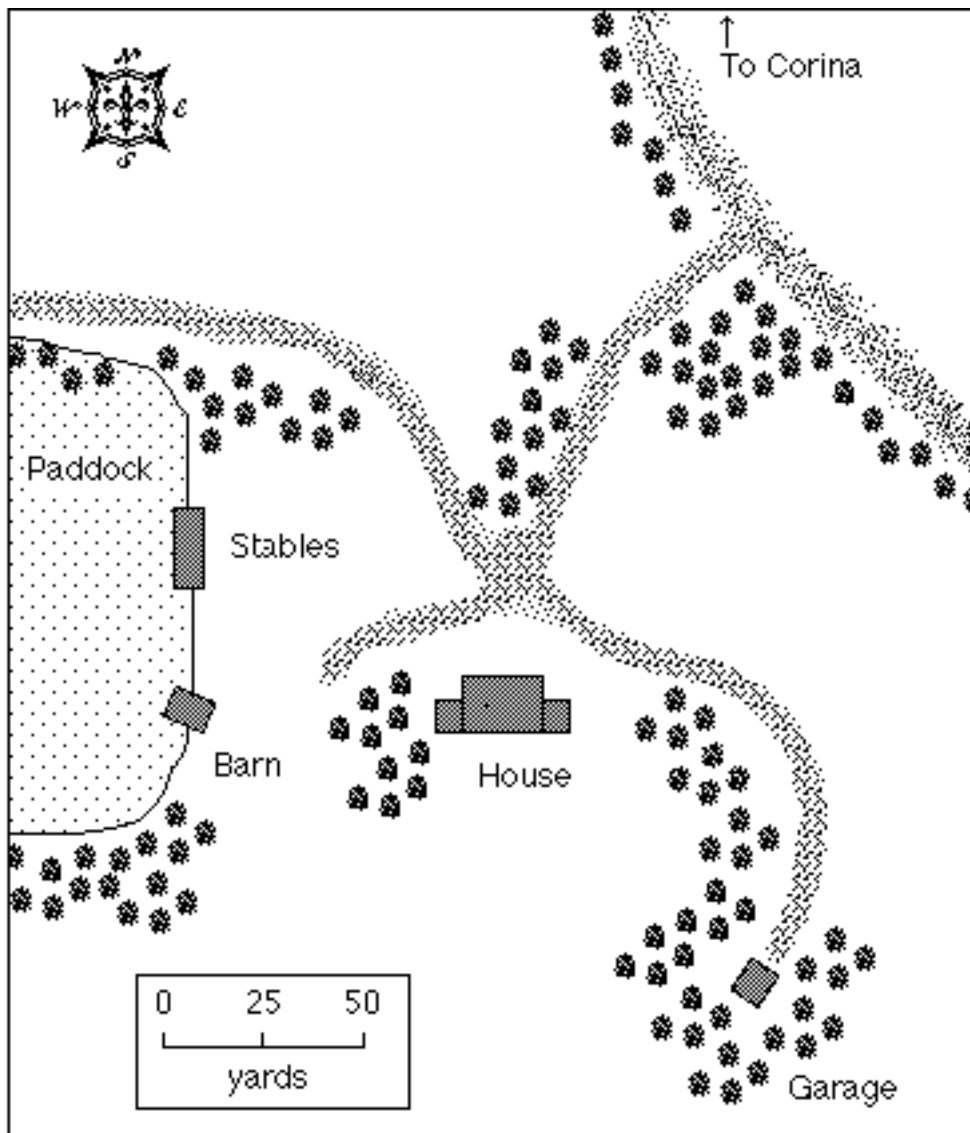 ↑
To Corina
N
W E
S
Paddock
Stables
Barn
House
0 25 50
yards
Garage